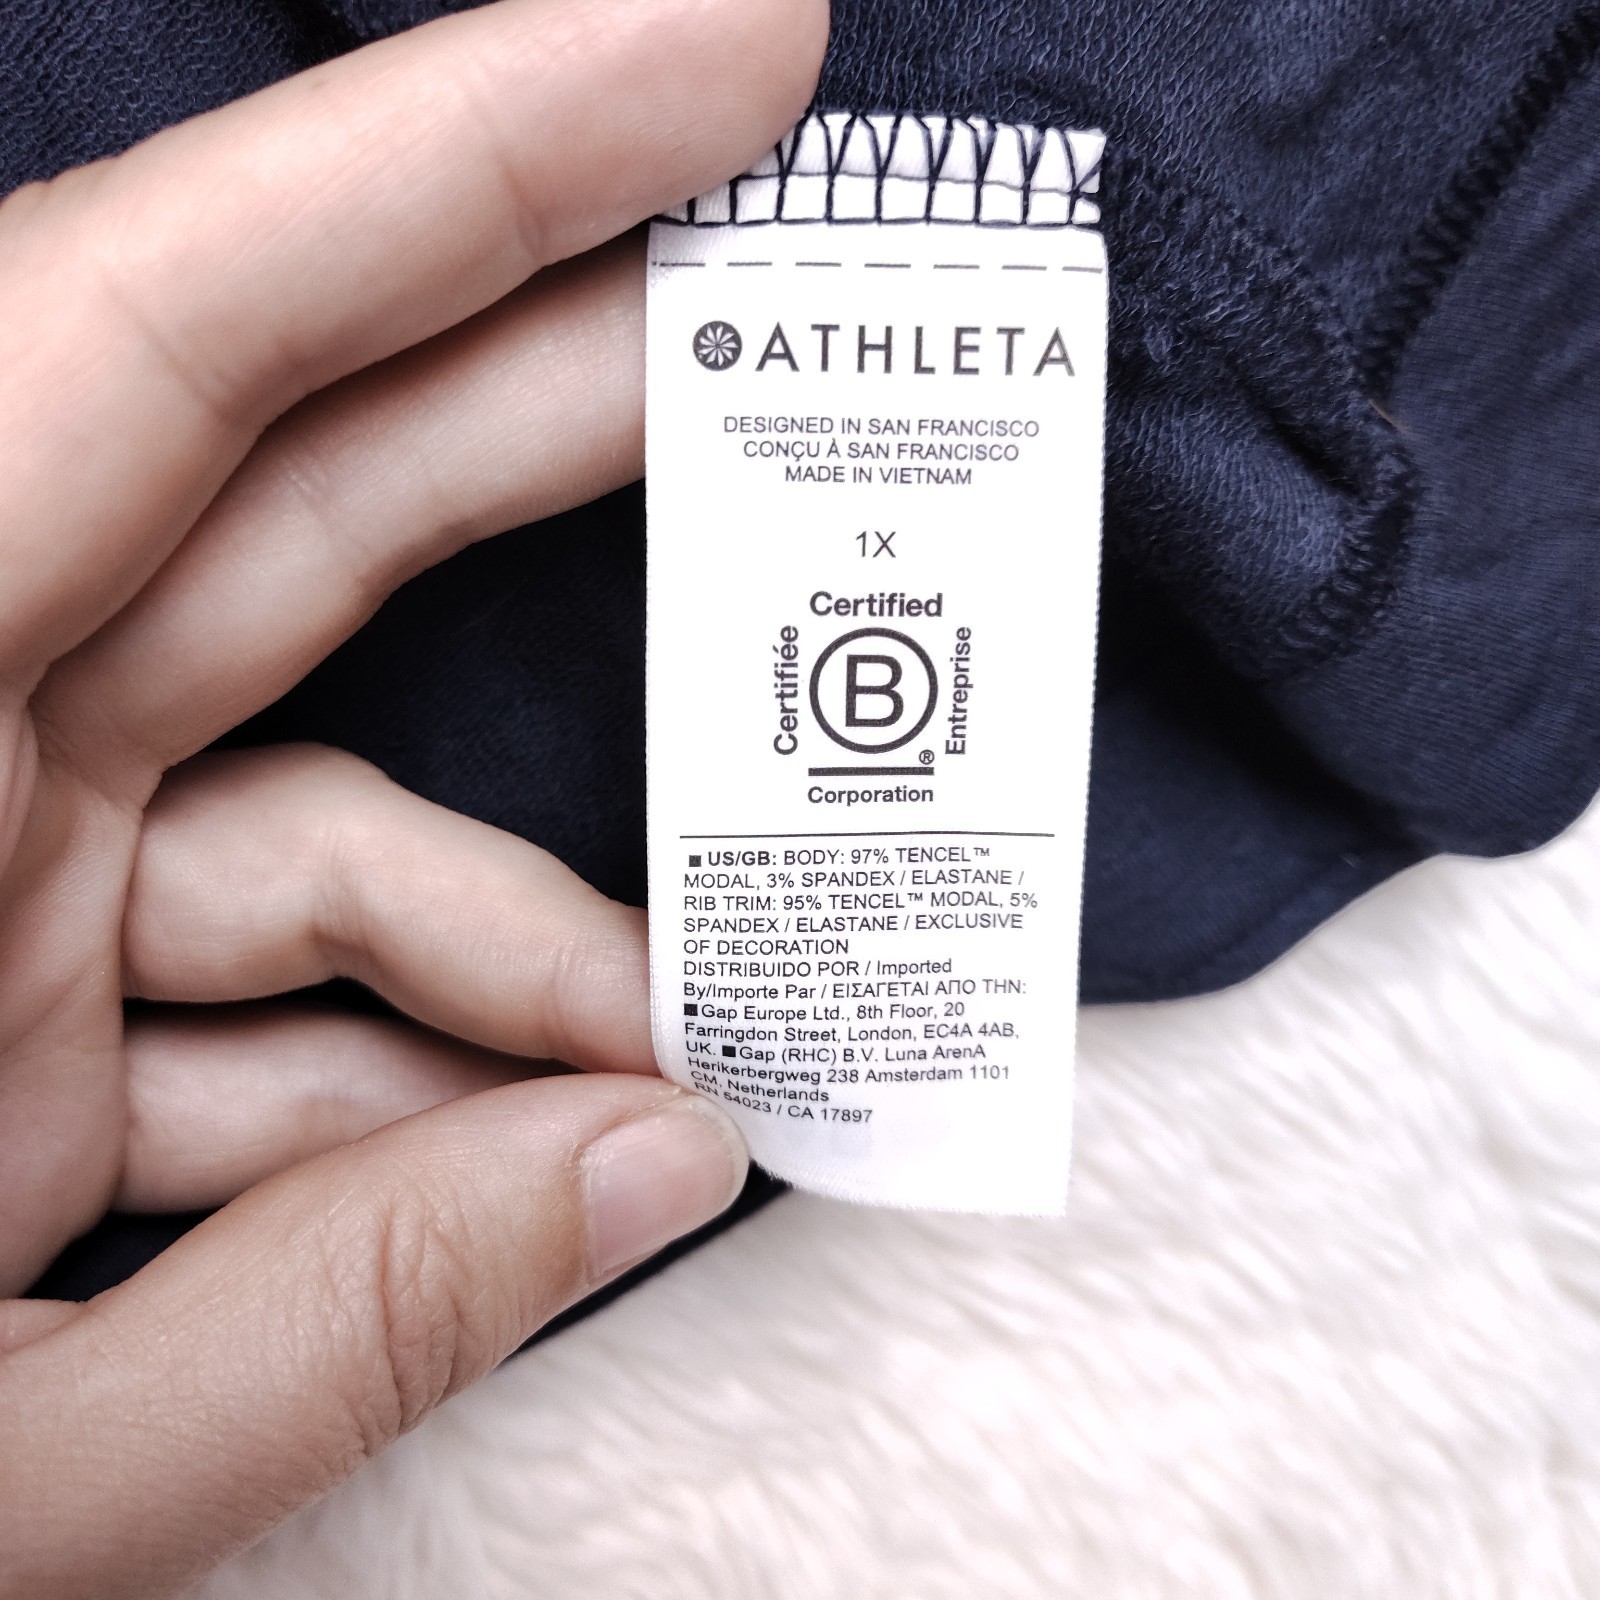 ATHLETA
DESIGNED IN SAN FRANCISCO
CONÇU À SAN FRANCISCO
MADE IN VIETNAM
1X
Certified
Certifiée
B
®
Entreprise
Corporation
■ US/GB: BODY: 97% TENCEL™
MODAL, 3% SPANDEX / ELASTANE /
RIB TRIM: 95% TENCEL™ MODAL, 5%
SPANDEX / ELASTANE / EXCLUSIVE
OF DECORATION
DISTRIBUIDO POR / Imported
By/Importe Par / ΕΙΣΑΓΕΤΑΙ ΑΠΟ ΤΗΝ:
■ Gap Europe Ltd., 8th Floor, 20
Farringdon Street, London, EC4A 4AB,
UK. ■ Gap (RHC) B.V. Luna ArenA
Herikerbergweg 238 Amsterdam 1101
CM, Netherlands
RN 54023 / CA 17897